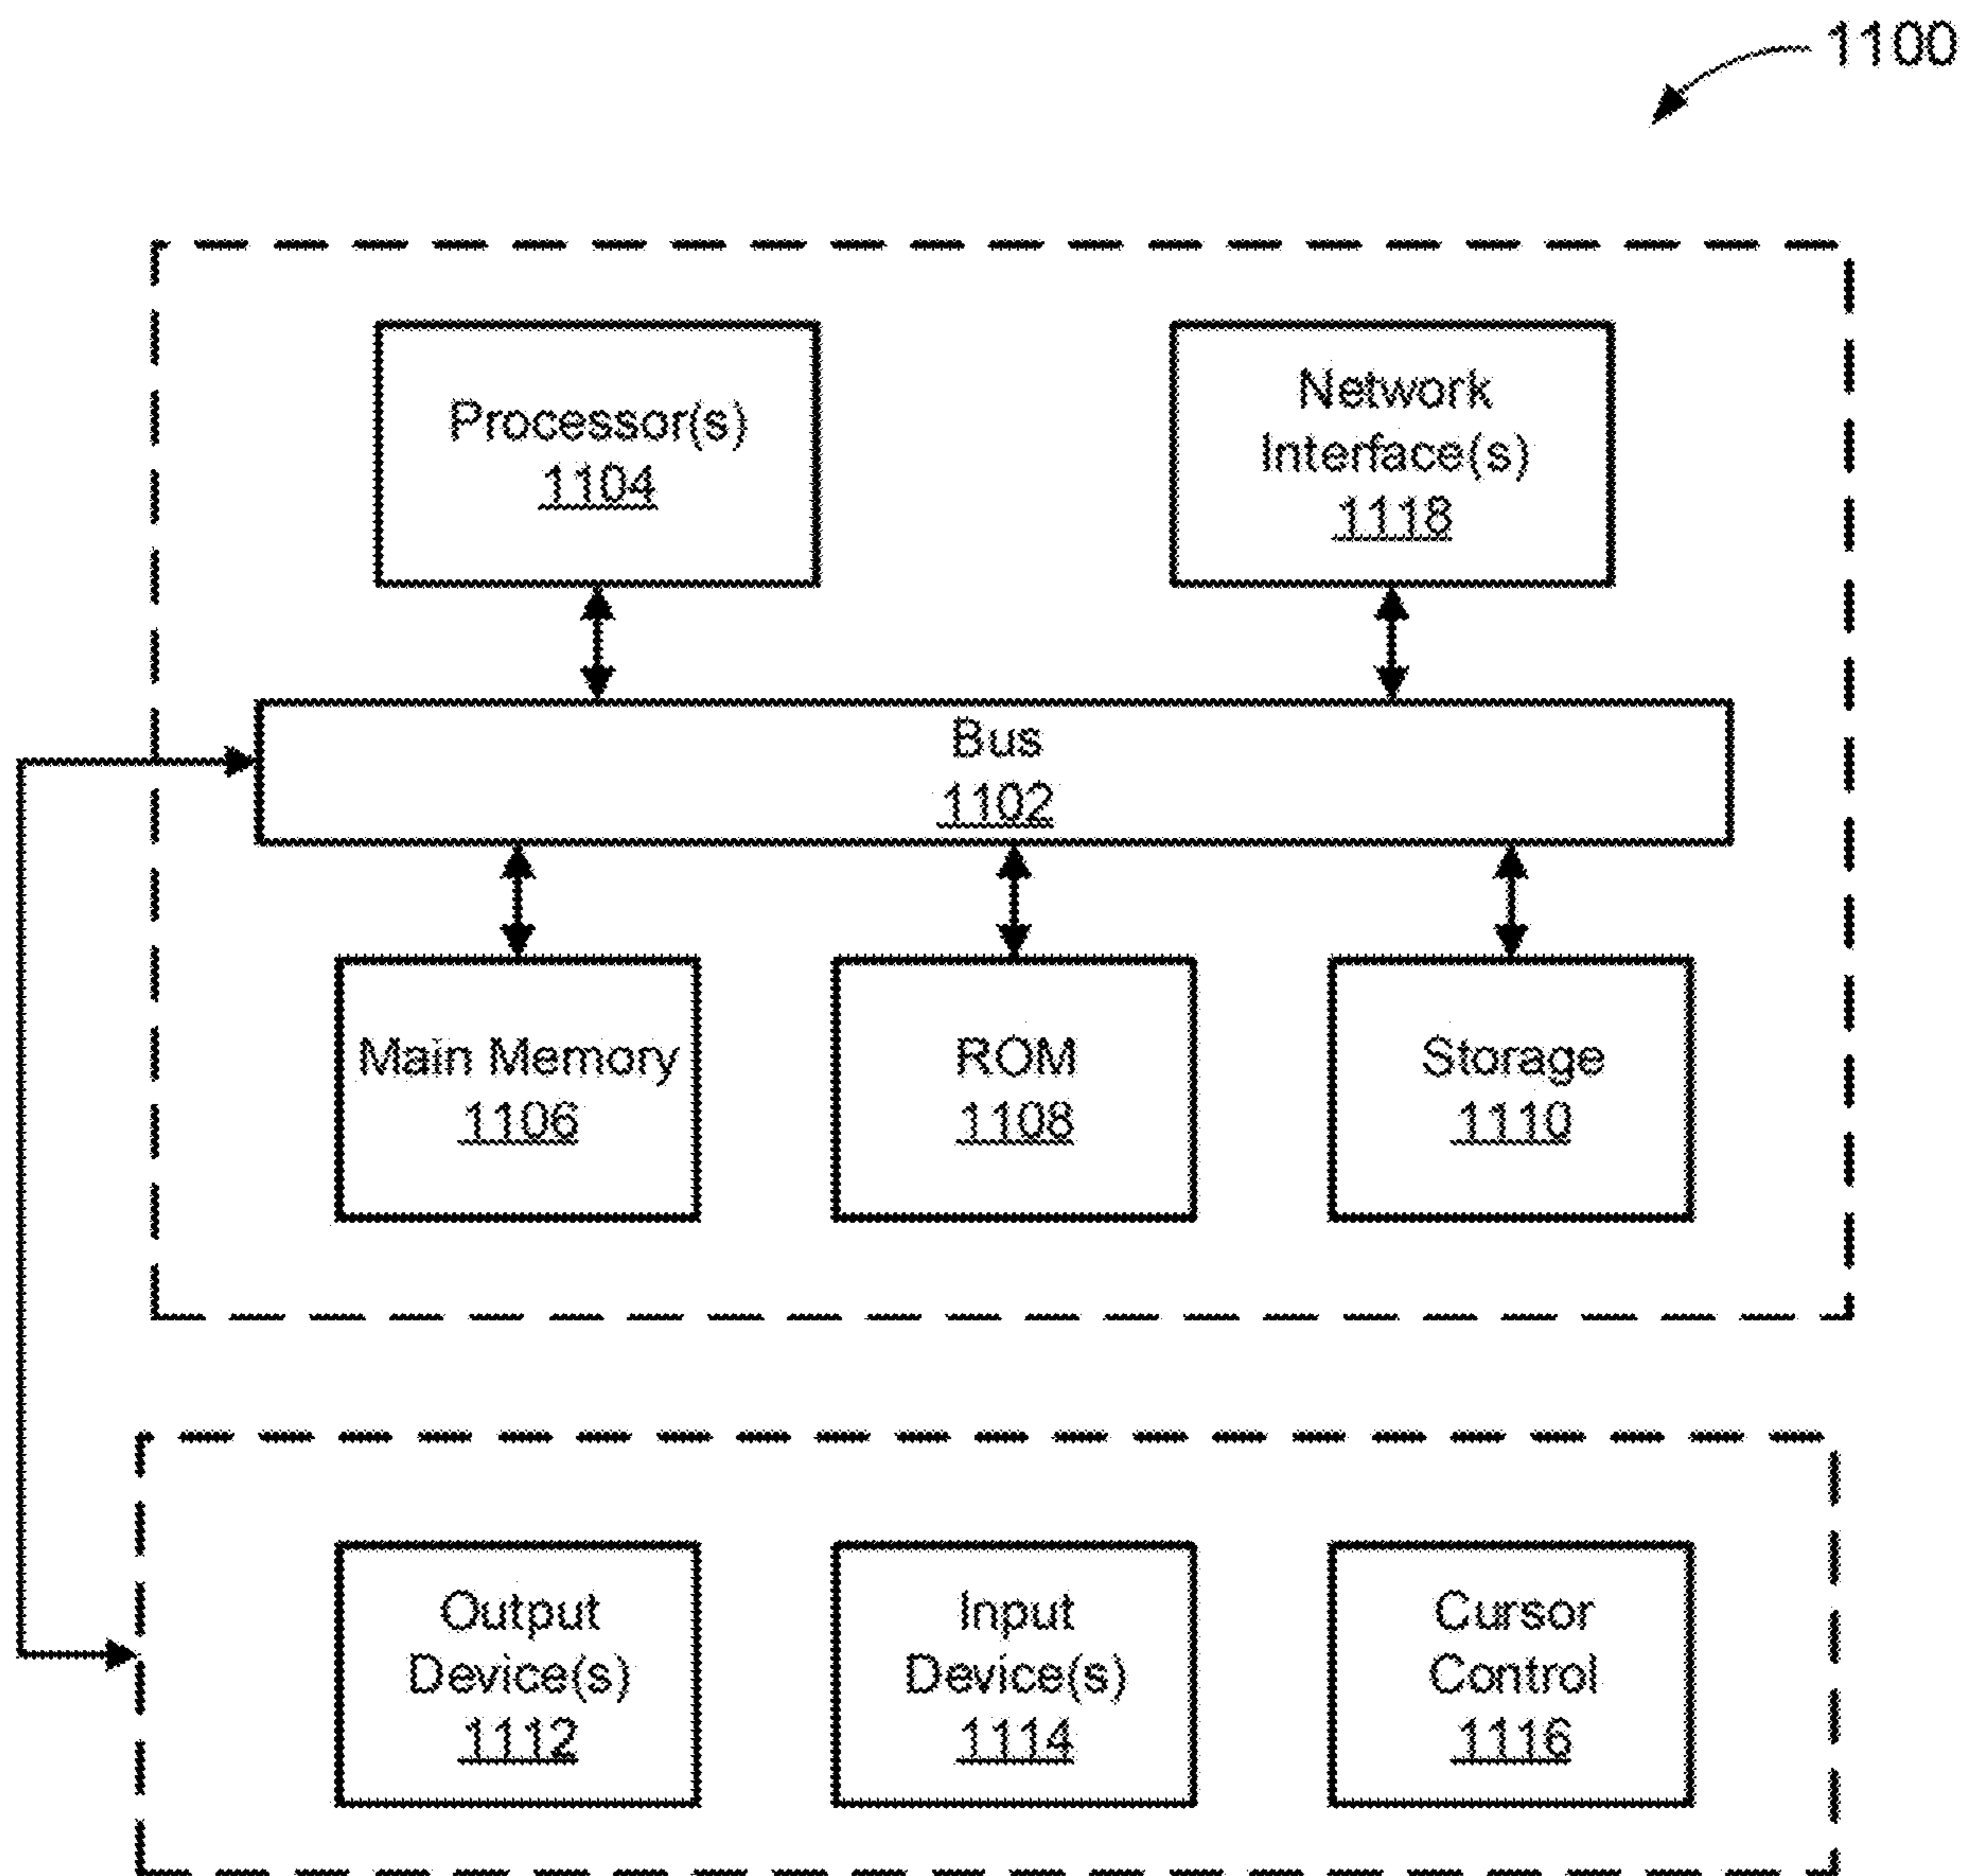 1100
Processor(s)
1104
Network
Interface(s)
1118
Bus
1102
Main Memory
1106
ROM
1108
Storage
1110
Output
Device(s)
1112
Input
Device(s)
1114
Cursor
Control
1116